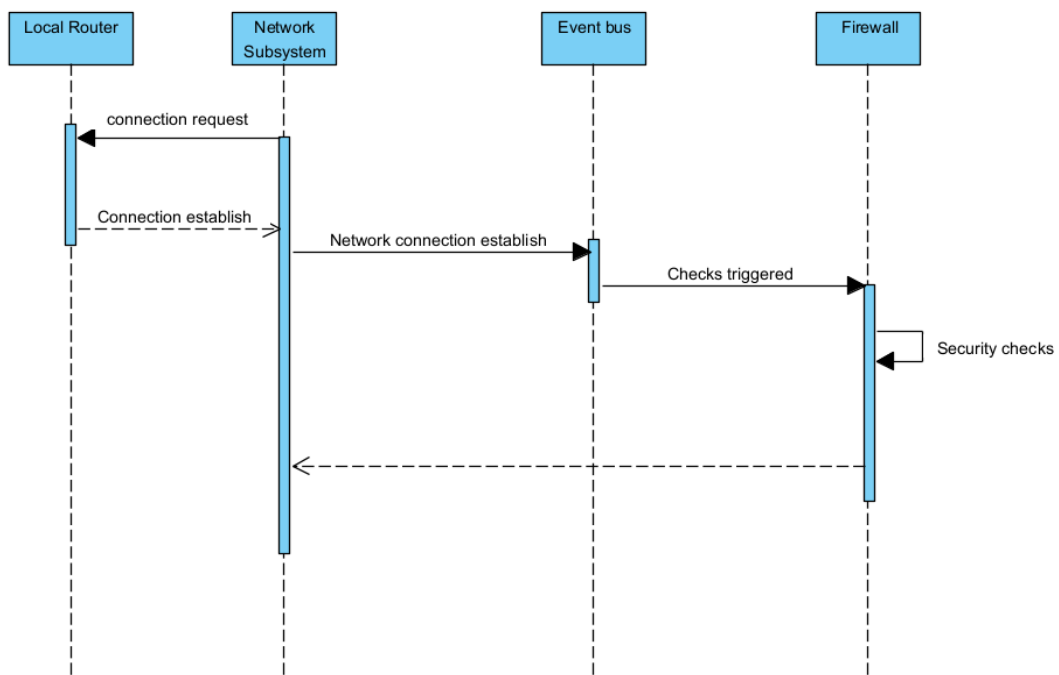 Local Router
Network
Subsystem
Event bus
Firewall
connection request
Connection establish
Network connection establish
Checks triggered
Security checks